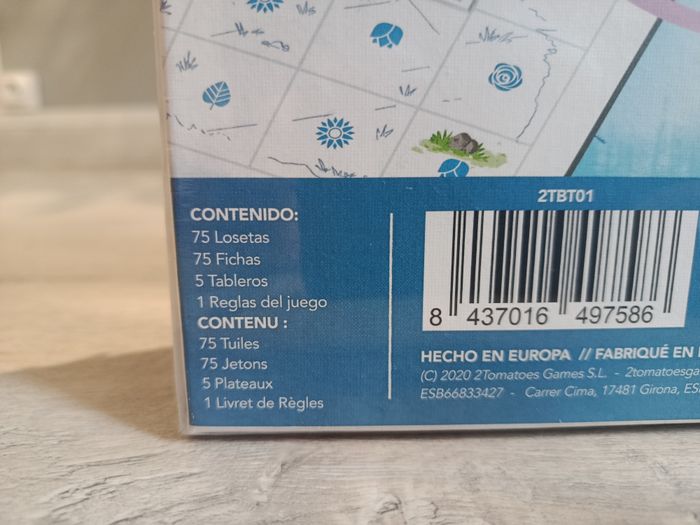 CONTENIDO:
75 Losetas
75 Fichas
5 Tableros
1 Reglas del juego
CONTENU :
75 Tuiles
75 Jetons
5 Plateaux
1 Livret de Règles
2TBT01
8 437016 497586
HECHO EN EUROPA // FABRIQUÉ EN
(C) 2020 2Tomatoes Games S.L. - 2tomatoesga
ESB66833427 - Carrer Cima, 17481 Girona, ES